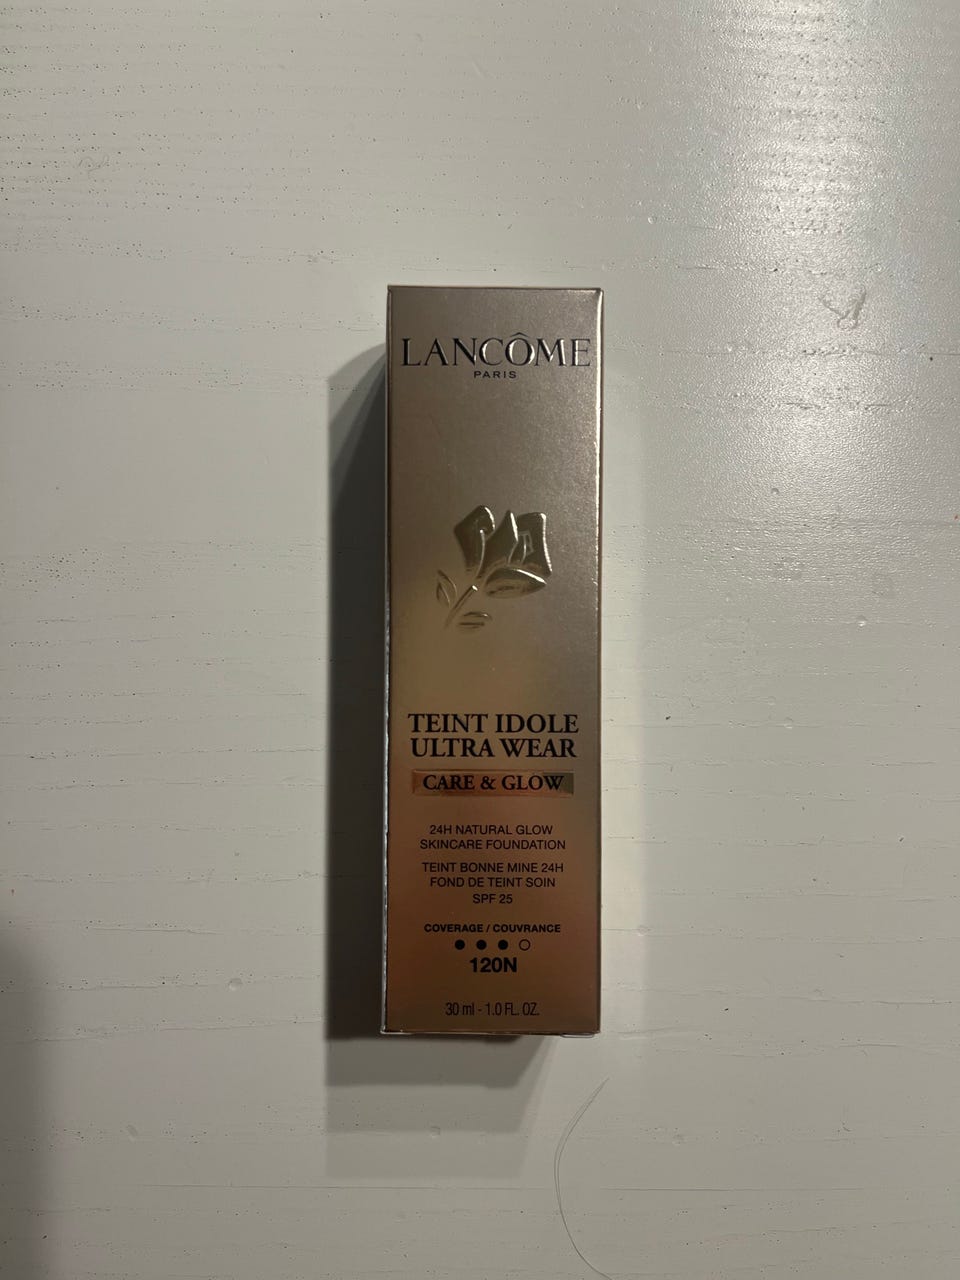 LANCÔME
PARIS
TEINT IDOLE
ULTRA WEAR
CARE & GLOW
24H NATURAL GLOW
SKINCARE FOUNDATION
TEINT BONNE MINE 24H
FOND DE TEINT SOIN
SPF 25
COVERAGE / COUVRANCE
120N
30 ml - 1.0 FL. OZ.